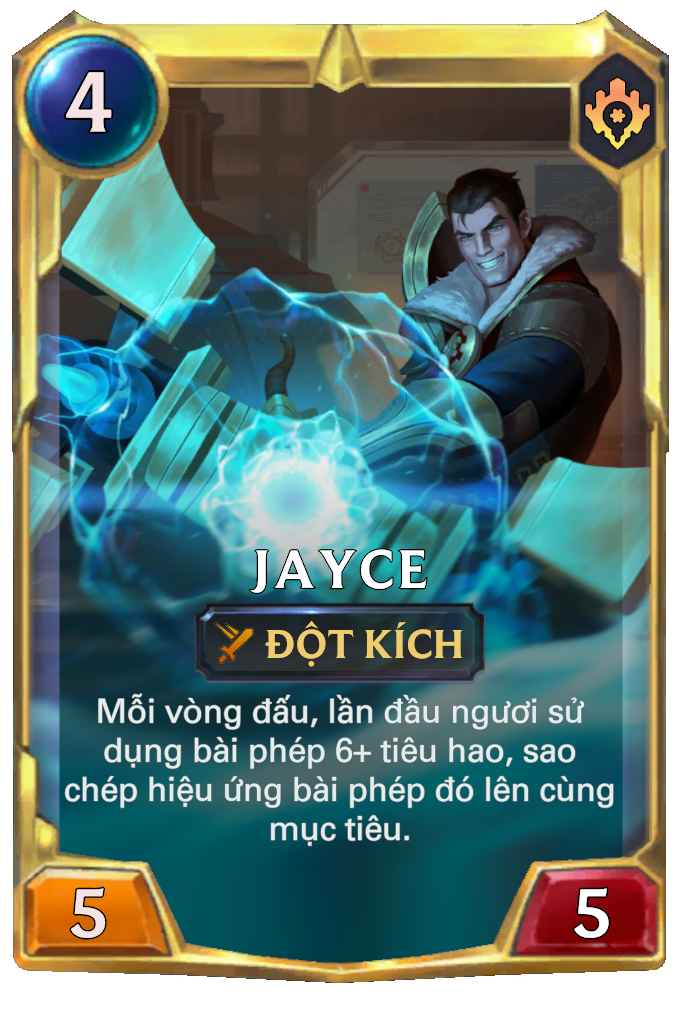 4
JAYCE
ĐỘT KÍCH
Mỗi vòng đấu, lần đầu ngươi sử
dụng bài phép 6+ tiêu hao, sao
chép hiệu ứng bài phép đó lên cùng
mục tiêu.
5
5